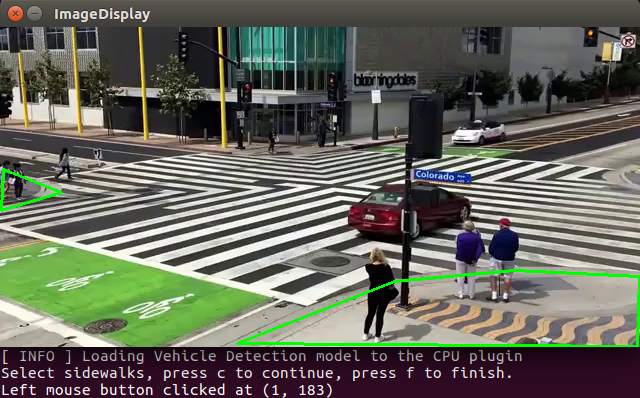 ImageDisplay
bloomingdales
Colorado Ave
[ INFO ] Loading Vehicle Detection model to the CPU plugin
Select sidewalks, press c to continue, press f to finish.
Left mouse button clicked at (1, 183)